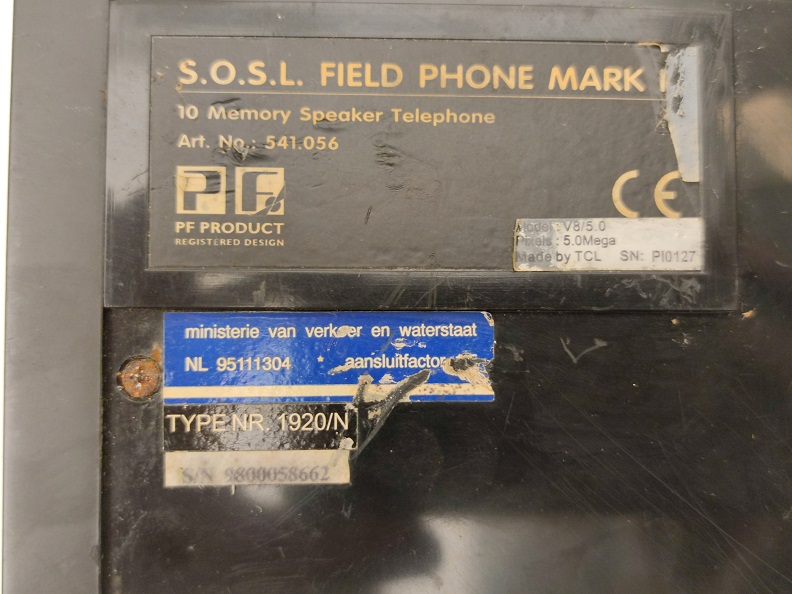 S.O.S.L. FIELD PHONE MARK
10 Memory Speaker Telephone
Art. No.: 541.056
PF
PF PRODUCT
REGISTERED DESIGN
CE
Model : V8/5.0
Pixels : 5.0Mega
Made by TCL SN: PI0127
ministerie van verkeer en waterstaat
NL 95111304 * aansluitfactor
TYPE NR. 1920/N
S/N 9800058662